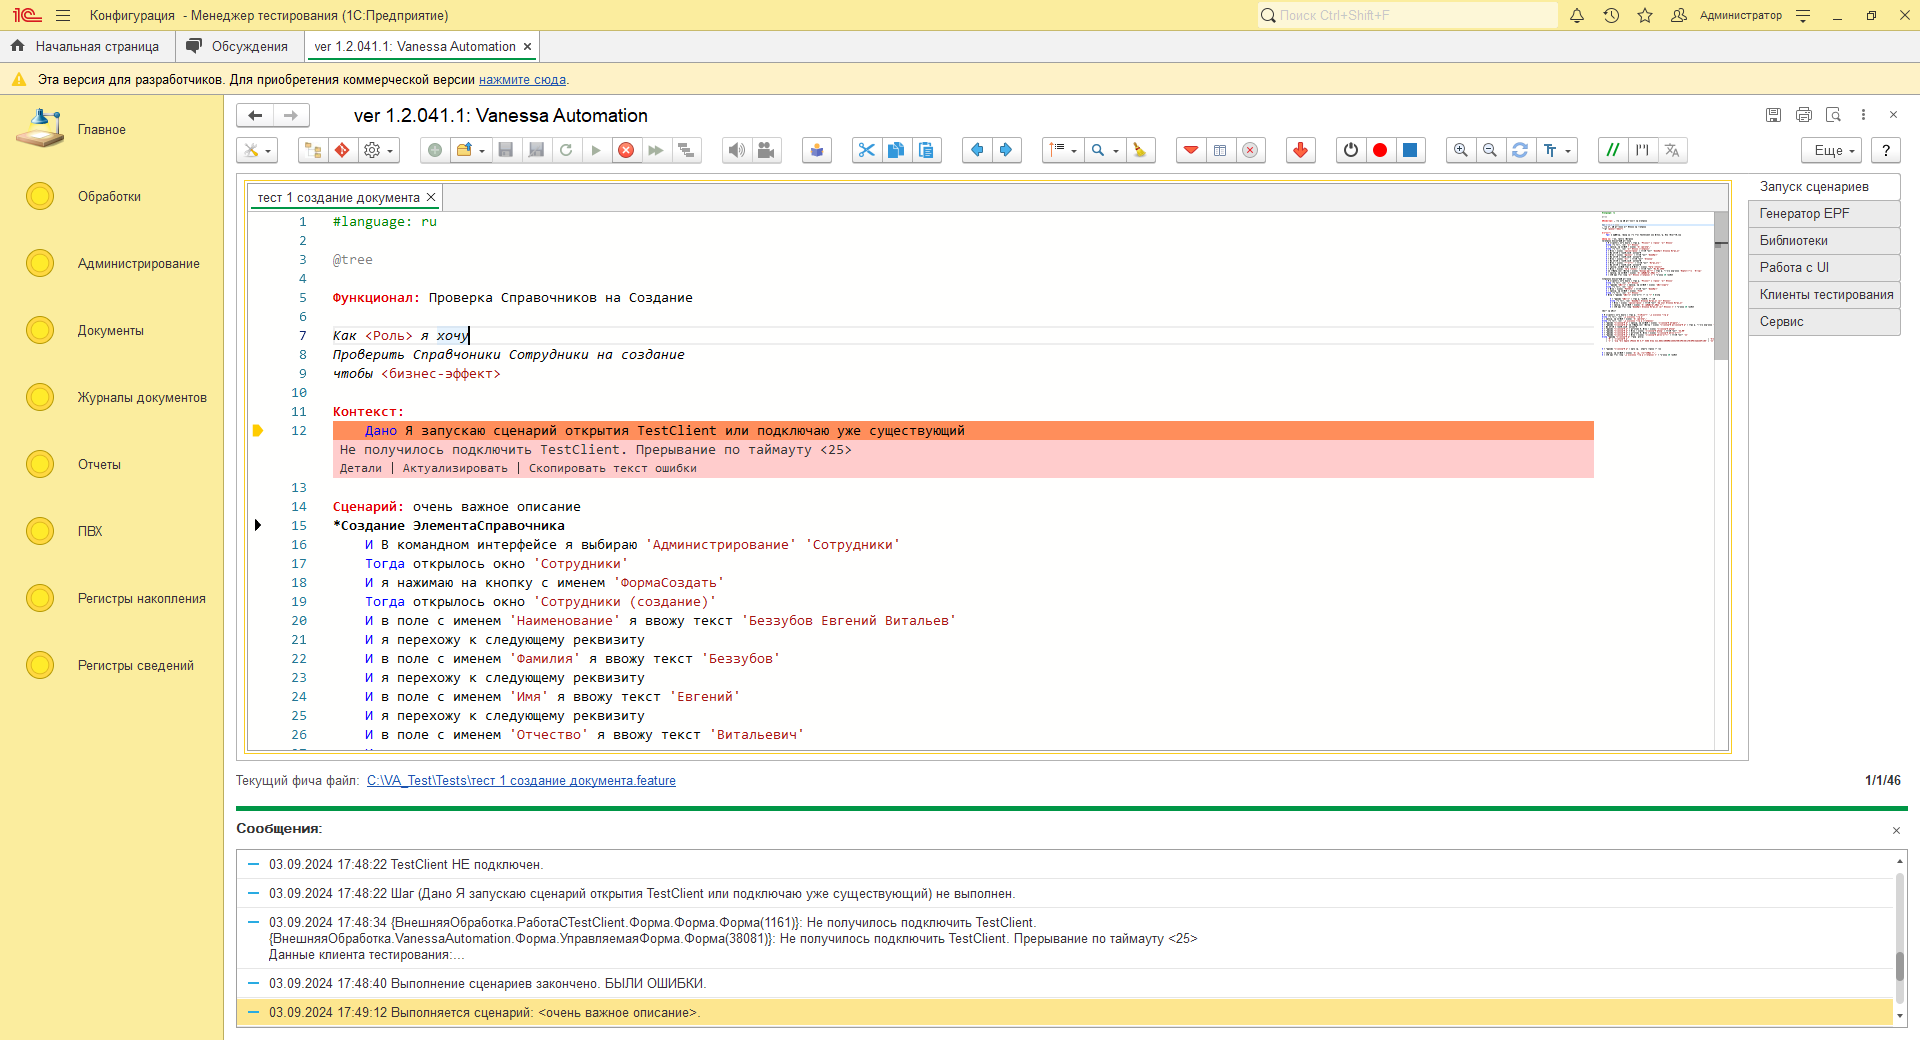 1С
Конфигурация - Менеджер тестирования (1С:Предприятие)
Поиск Ctrl+Shift+F
Администратор
Начальная страница
Обсуждения
ver 1.2.041.1: Vanessa Automation
Эта версия для разработчиков. Для приобретения коммерческой версии нажмите сюда.
Главное
Обработки
Администрирование
Документы
Журналы документов
Отчеты
ПВХ
Регистры накопления
Регистры сведений
ver 1.2.041.1: Vanessa Automation
Еще
?
тест 1 создание документа
1 #language: ru
2
3 @tree
4
5 Функционал: Проверка Справочников на Создание
6
7 Как <Роль> я хочу
8 Проверить Справчоники Сотрудники на создание
9 чтобы <бизнес-эффект>
10
11 Контекст:
12 Дано Я запускаю сценарий открытия TestClient или подключаю уже существующий
Не получилось подключить TestClient. Прерывание по таймауту <25>
Детали | Актуализировать | Скопировать текст ошибки
13
14 Сценарий: очень важное описание
15 *Создание ЭлементаСправочника
16 И В командном интерфейсе я выбираю 'Администрирование' 'Сотрудники'
17 Тогда открылось окно 'Сотрудники'
18 И я нажимаю на кнопку с именем 'ФормаСоздать'
19 Тогда открылось окно 'Сотрудники (создание)'
20 И в поле с именем 'Наименование' я ввожу текст 'Беззубов Евгений Витальев'
21 И я перехожу к следующему реквизиту
22 И в поле с именем 'Фамилия' я ввожу текст 'Беззубов'
23 И я перехожу к следующему реквизиту
24 И в поле с именем 'Имя' я ввожу текст 'Евгений'
25 И я перехожу к следующему реквизиту
26 И в поле с именем 'Отчество' я ввожу текст 'Витальевич'
Запуск сценариев
Генератор EPF
Библиотеки
Работа с UI
Клиенты тестирования
Сервис
Текущий фича файл: C:\VA_Test\Tests\тест 1 создание документа.feature
1/1/46
Сообщения:
03.09.2024 17:48:22 TestClient НЕ подключен.
03.09.2024 17:48:22 Шаг (Дано Я запускаю сценарий открытия TestClient или подключаю уже существующий) не выполнен.
03.09.2024 17:48:34 {ВнешняяОбработка.РаботаСTestClient.Форма.Форма.Форма(1161)}: Не получилось подключить TestClient.
{ВнешняяОбработка.VanessaAutomation.Форма.УправляемаяФорма.Форма(38081)}: Не получилось подключить TestClient. Прерывание по таймауту <25>
Данные клиента тестирования:...
03.09.2024 17:48:40 Выполнение сценариев закончено. БЫЛИ ОШИБКИ.
03.09.2024 17:49:12 Выполняется сценарий: <очень важное описание>.